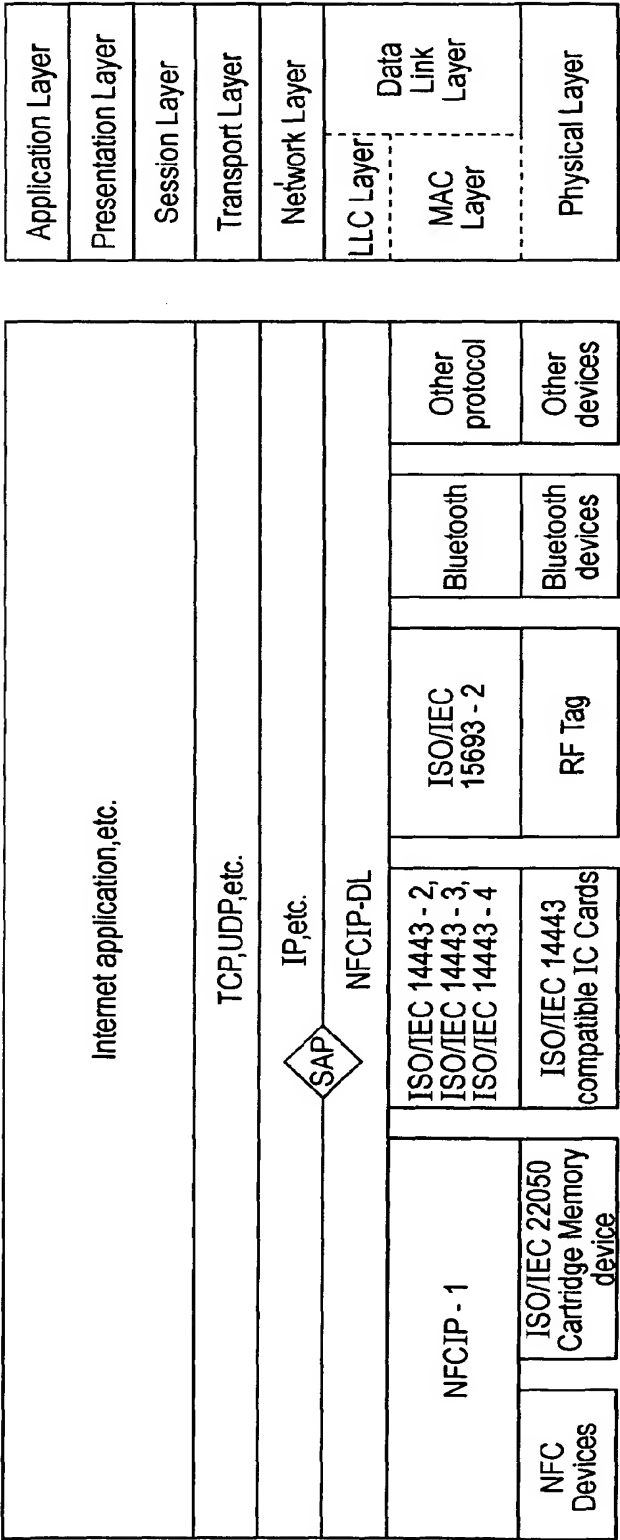 Application Layer
Presentation Layer
Session Layer
Transport Layer
Network Layer
LLC Layer
MAC
Layer
Data
Link
Layer
Physical Layer
Internet application,etc.
TCP,UDP,etc.
IP,etc.
SAP
NFCIP-DL
NFCIP - 1
ISO/IEC 14443 - 2,
ISO/IEC 14443 - 3,
ISO/IEC 14443 - 4
ISO/IEC
15693 - 2
Bluetooth
Other
protocol
NFC
Devices
ISO/IEC 22050
Cartridge Memory
device
ISO/IEC 14443
compatible IC Cards
RF Tag
Bluetooth
devices
Other
devices